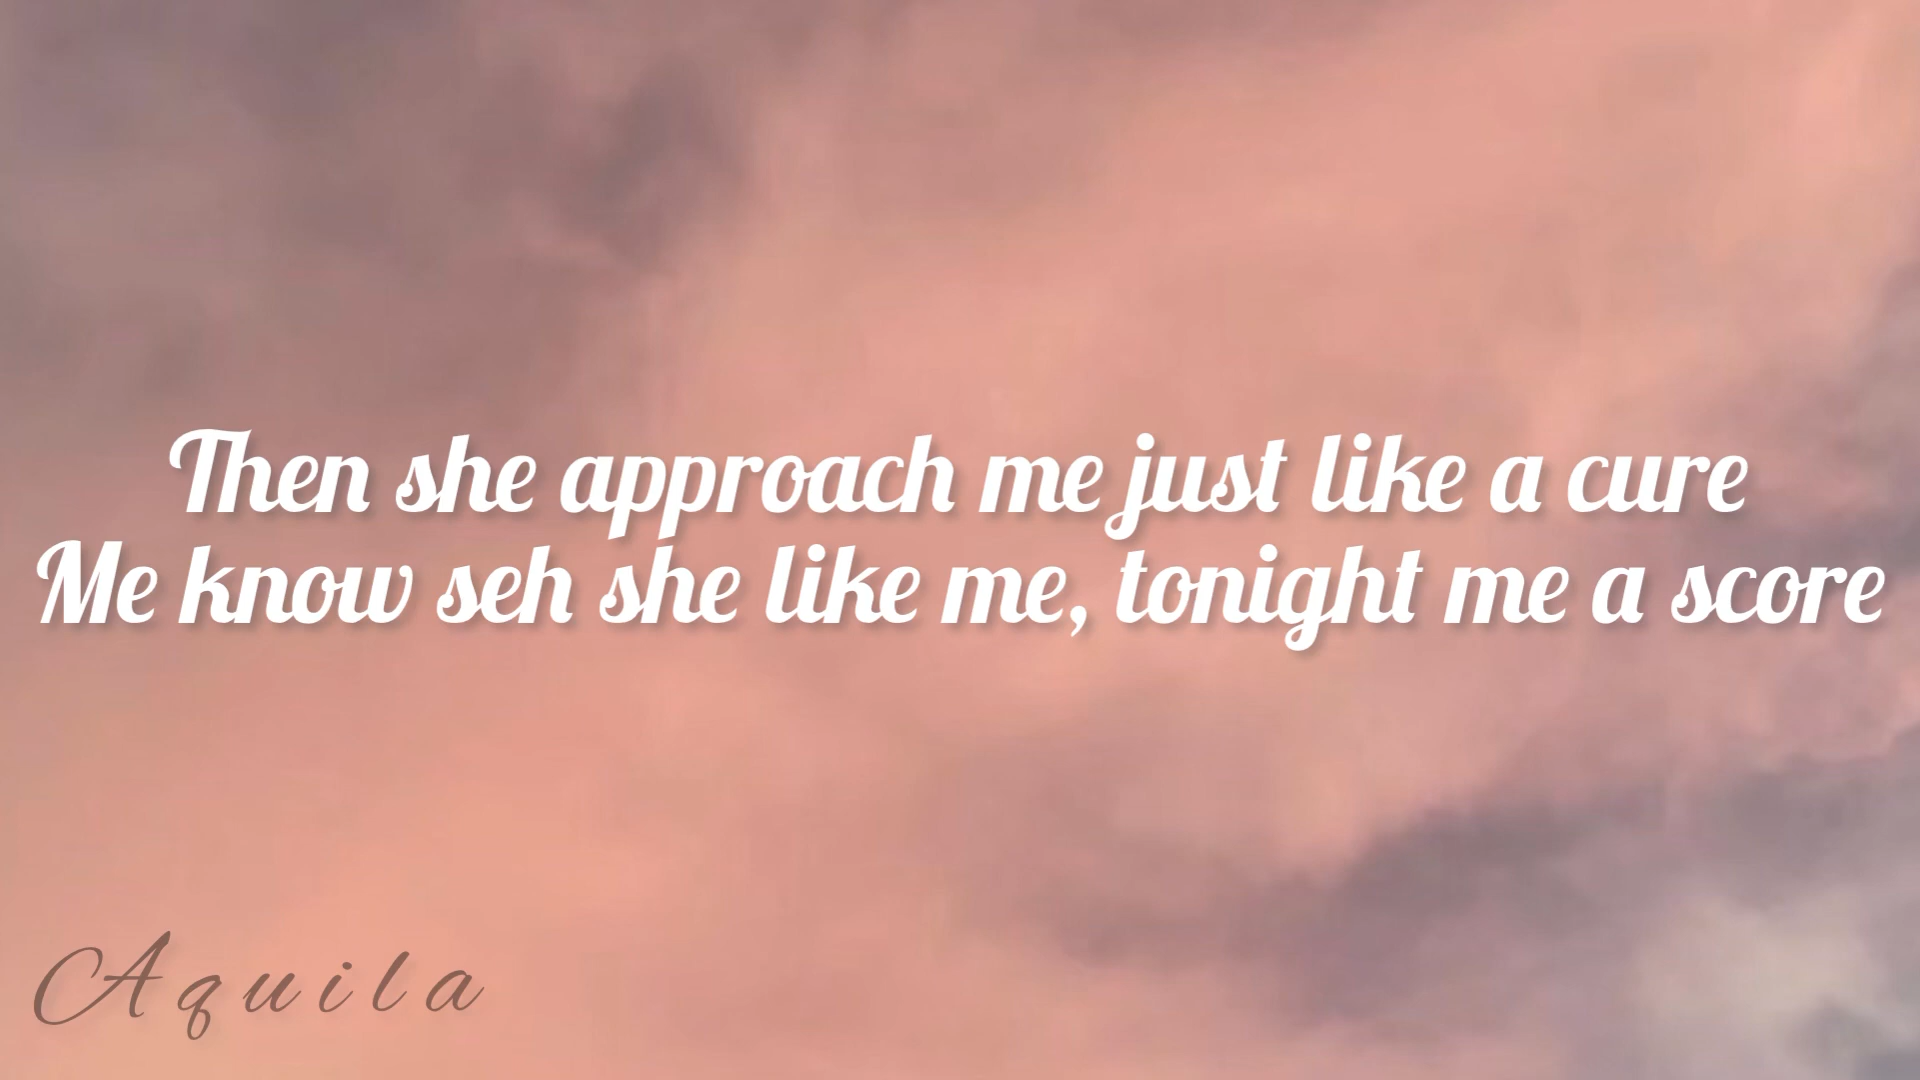 Then she approach me just like a cure
Me know seh she like me, tonight me a score
Aquila